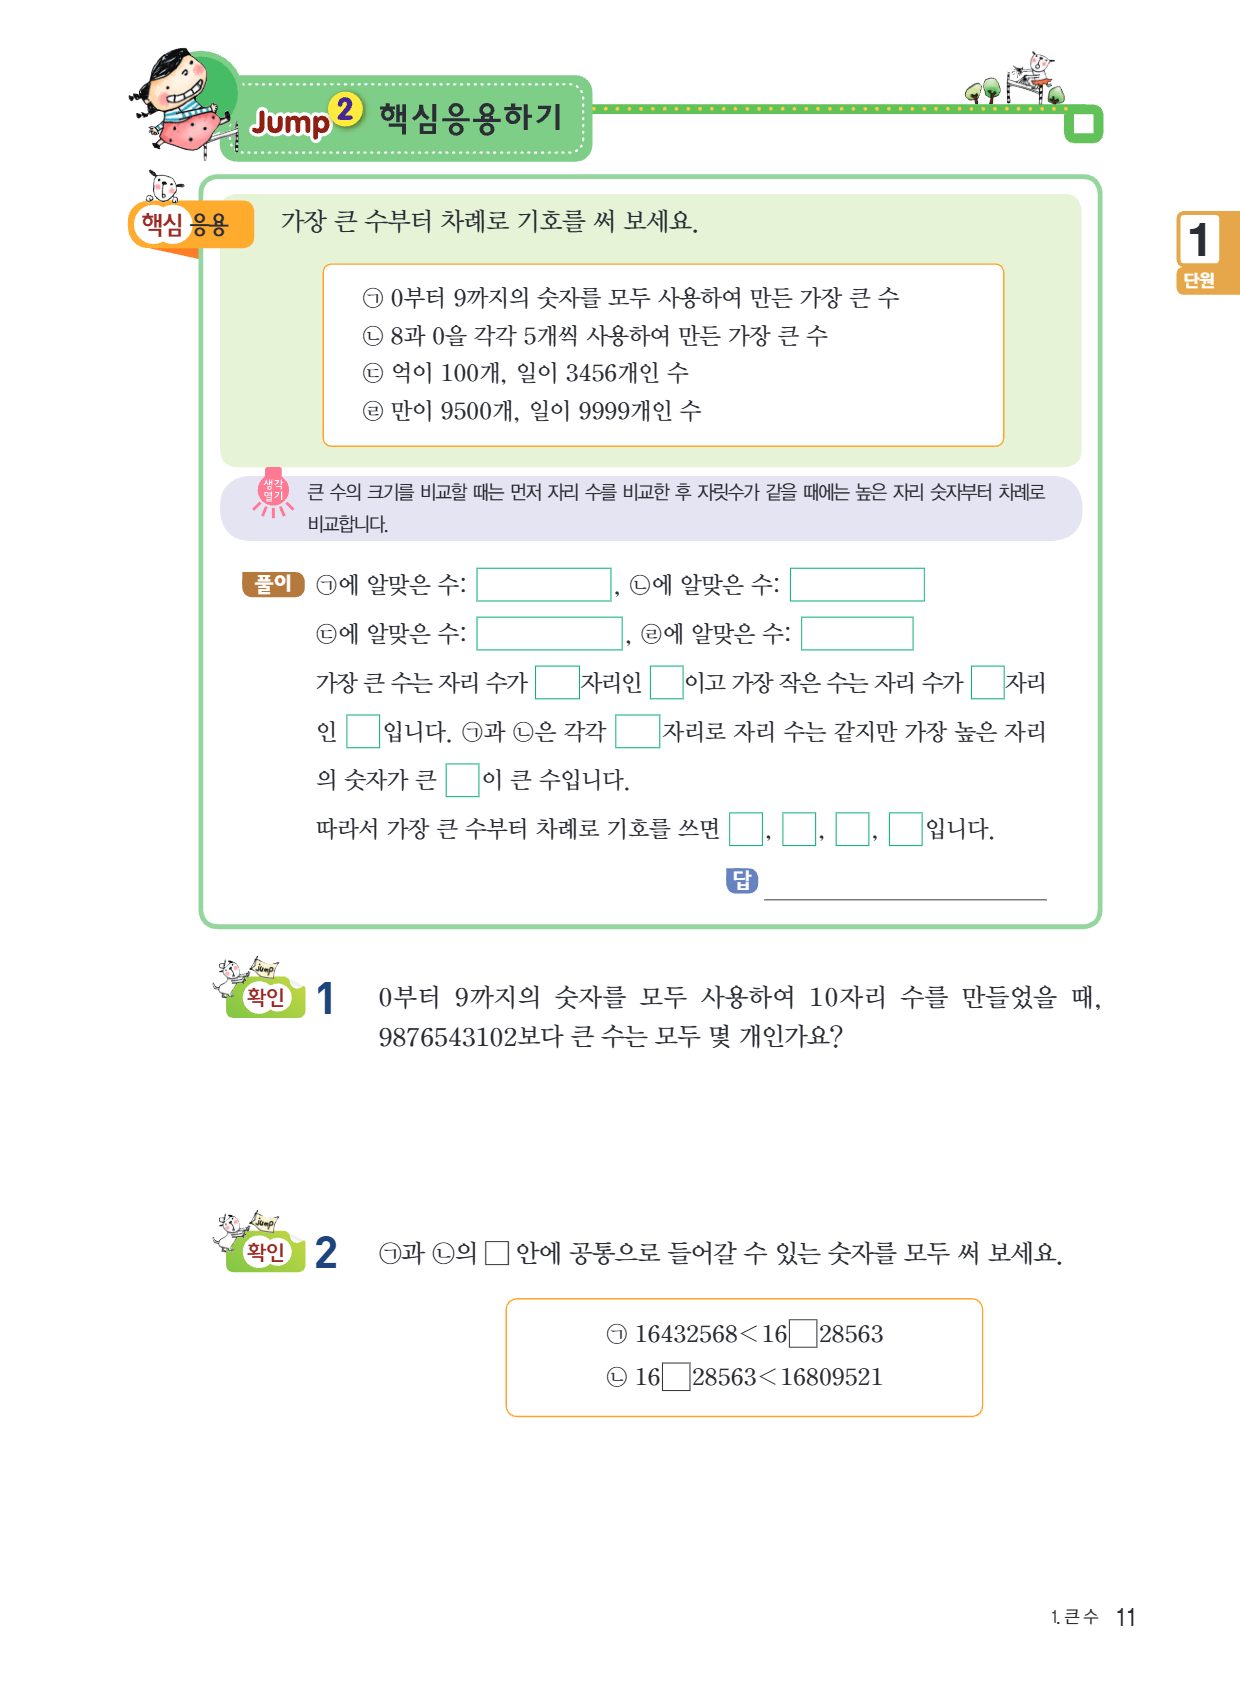 Jump 2 핵심응용하기
핵심 응용 가장 큰 수부터 차례로 기호를 써 보세요.
1
단원
㉠ 0부터 9까지의 숫자를 모두 사용하여 만든 가장 큰 수
㉡ 8과 0을 각각 5개씩 사용하여 만든 가장 큰 수
㉢ 억이 100개, 일이 3456개인 수
㉣ 만이 9500개, 일이 9999개인 수
생각
열기
큰 수의 크기를 비교할 때는 먼저 자리 수를 비교한 후 자릿수가 같을 때에는 높은 자리 숫자부터 차례로
비교합니다.
풀이 ㉠에 알맞은 수: □, ㉡에 알맞은 수: □
㉢에 알맞은 수: □, ㉣에 알맞은 수: □
가장 큰 수는 자리 수가 □자리인 □이고 가장 작은 수는 자리 수가 □자리
인 □입니다. ㉠과 ㉡은 각각 □자리로 자리 수는 같지만 가장 높은 자리
의 숫자가 큰 □이 큰 수입니다.
따라서 가장 큰 수부터 차례로 기호를 쓰면 □, □, □, □입니다.
답
Jump
확인 1 0부터 9까지의 숫자를 모두 사용하여 10자리 수를 만들었을 때,
9876543102보다 큰 수는 모두 몇 개인가요?
Jump
확인 2 ㉠과 ㉡의 □ 안에 공통으로 들어갈 수 있는 숫자를 모두 써 보세요.
㉠ 16432568<16□28563
㉡ 16□28563<16809521
1. 큰 수 11